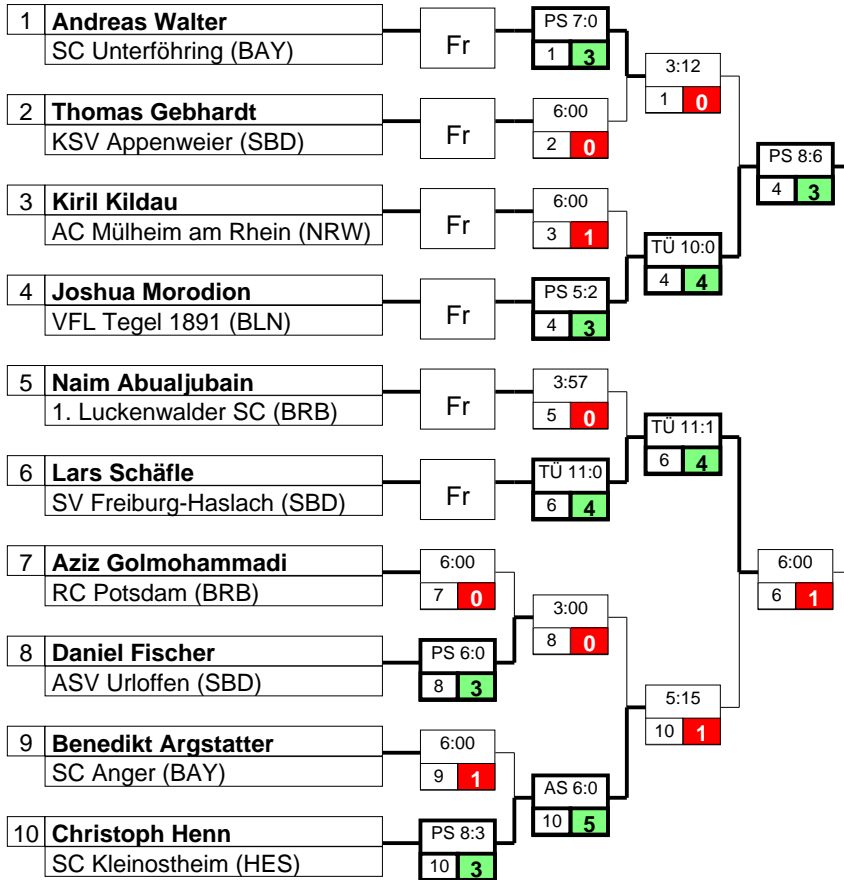 1 Andreas Walter
SC Unterföhring (BAY)
Fr
PS 7:0
1 3
3:12
1 0
2 Thomas Gebhardt
KSV Appenweier (SBD)
Fr
6:00
2 0
PS 8:6
4 3
3 Kiril Kildau
AC Mülheim am Rhein (NRW)
Fr
6:00
3 1
TÜ 10:0
4 4
4 Joshua Morodion
VFL Tegel 1891 (BLN)
Fr
PS 5:2
4 3
5 Naim Abualjubain
1. Luckenwalder SC (BRB)
Fr
3:57
5 0
TÜ 11:1
6 4
6 Lars Schäfle
SV Freiburg-Haslach (SBD)
Fr
TÜ 11:0
6 4
7 Aziz Golmohammadi
RC Potsdam (BRB)
6:00
7 0
6:00
6 1
3:00
8 0
8 Daniel Fischer
ASV Urloffen (SBD)
PS 6:0
8 3
5:15
10 1
9 Benedikt Argstatter
SC Anger (BAY)
6:00
9 1
AS 6:0
10 5
10 Christoph Henn
SC Kleinostheim (HES)
PS 8:3
10 3